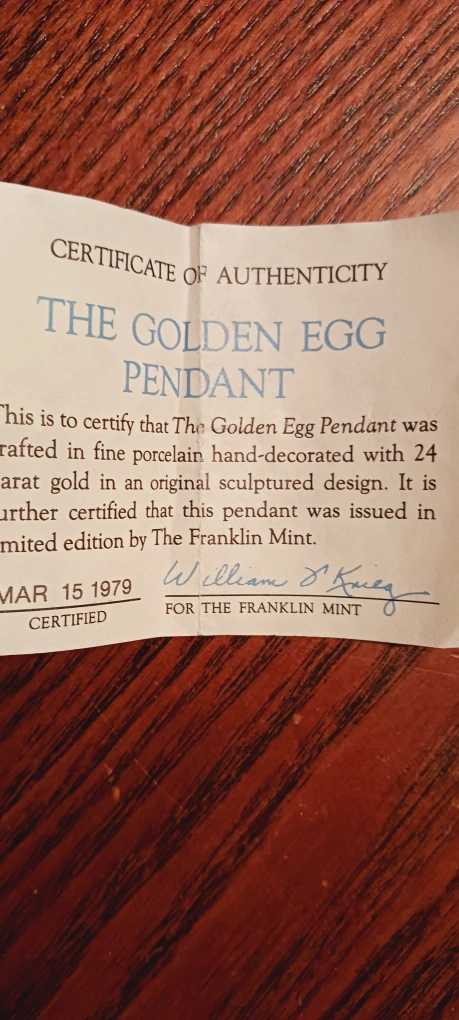 CERTIFICATE OF AUTHENTICITY
THE GOLDEN EGG
PENDANT
This is to certify that The Golden Egg Pendant was
rafted in fine porcelain hand-decorated with 24
arat gold in an original sculptured design. It is
urther certified that this pendant was issued in
mited edition by The Franklin Mint.
MAR 15 1979
CERTIFIED
William F Krieg
FOR THE FRANKLIN MINT